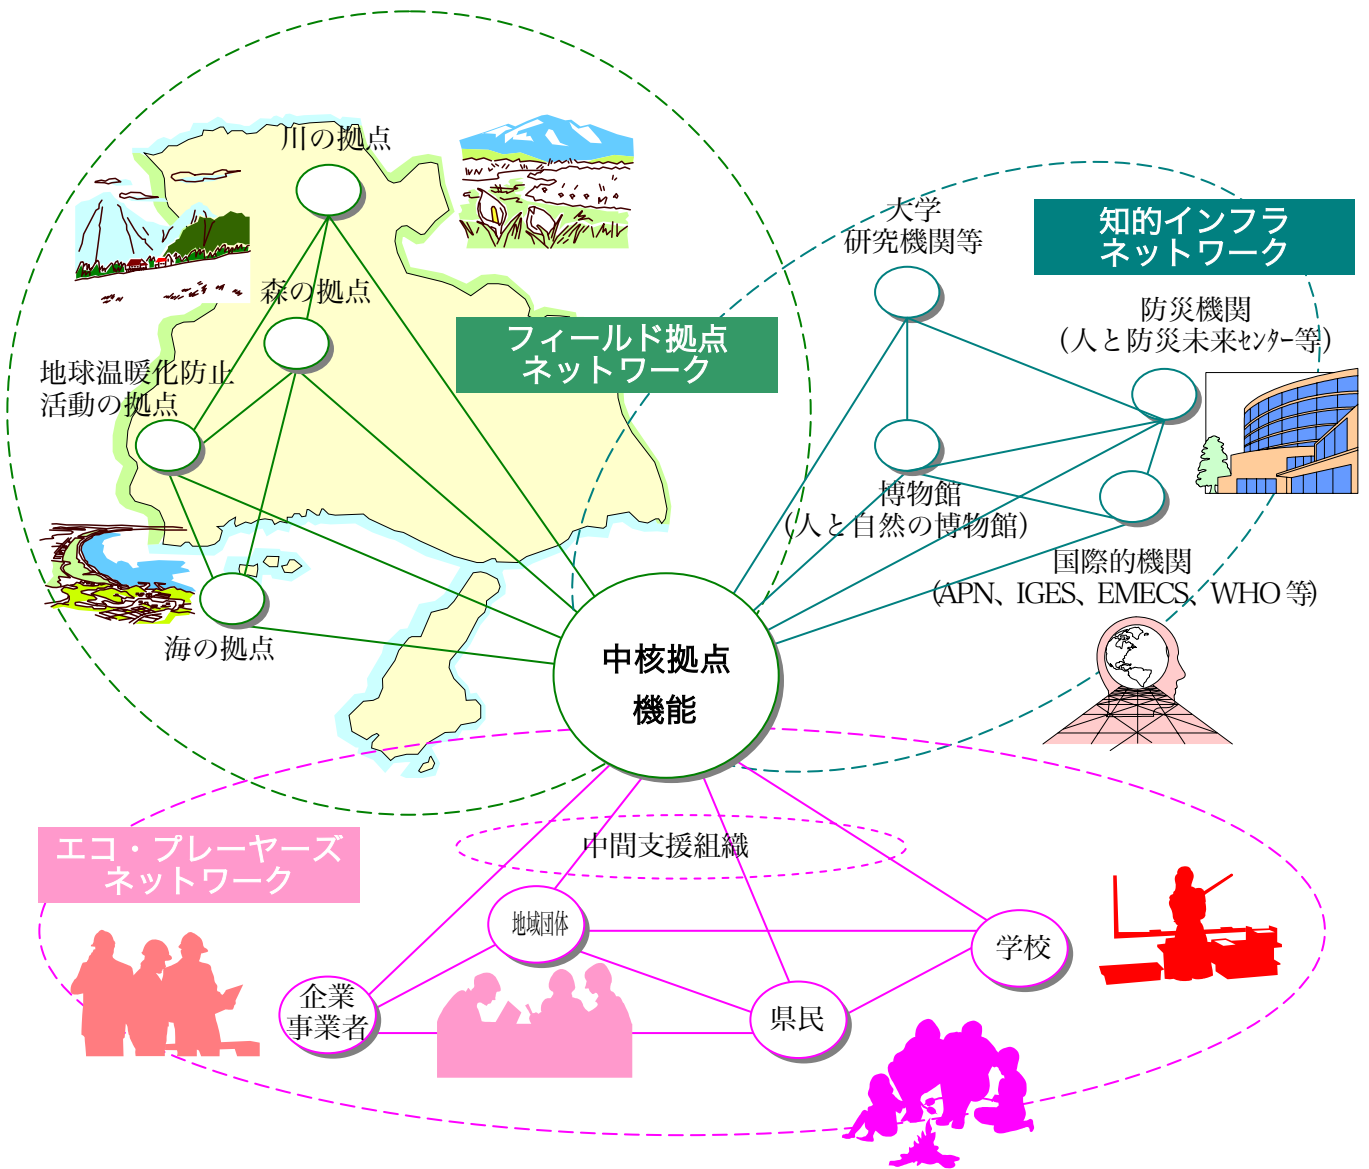 川の拠点
森の拠点
地球温暖化防止
活動の拠点
海の拠点
フィールド拠点
ネットワーク
大学
研究機関等
知的インフラ
ネットワーク
防災機関
(人と防災未来センター等)
博物館
(人と自然の博物館)
国際的機関
(APN、IGES、EMECS、WHO等)
中核拠点
機能
エコ・プレーヤーズ
ネットワーク
中間支援組織
地域団体
学校
企業
事業者
県民